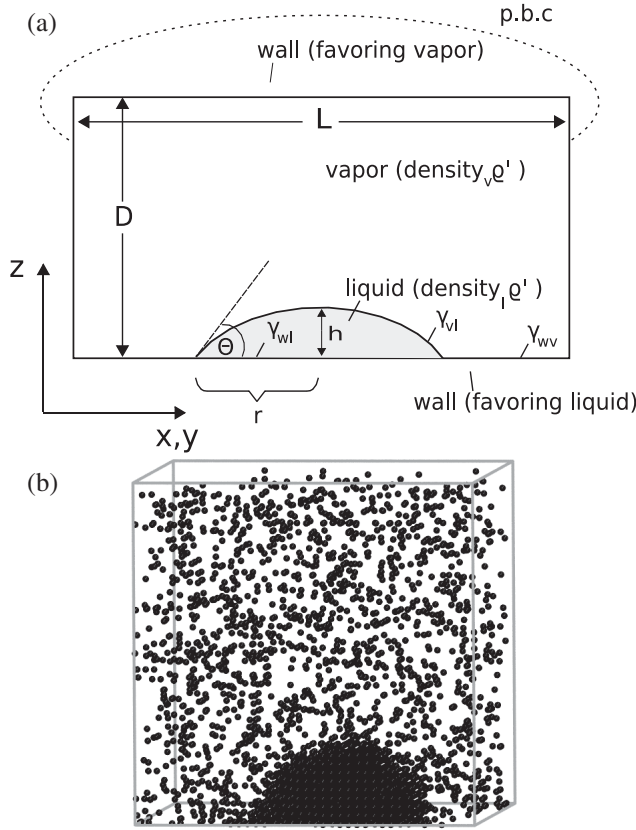 (a)
p.b.c
wall (favoring vapor)
L
vapor (density ᵥϱ' )
D
z
liquid (density ₗϱ' )
γvl
γwl
h
γwv
Θ
r
wall (favoring liquid)
x,y
(b)